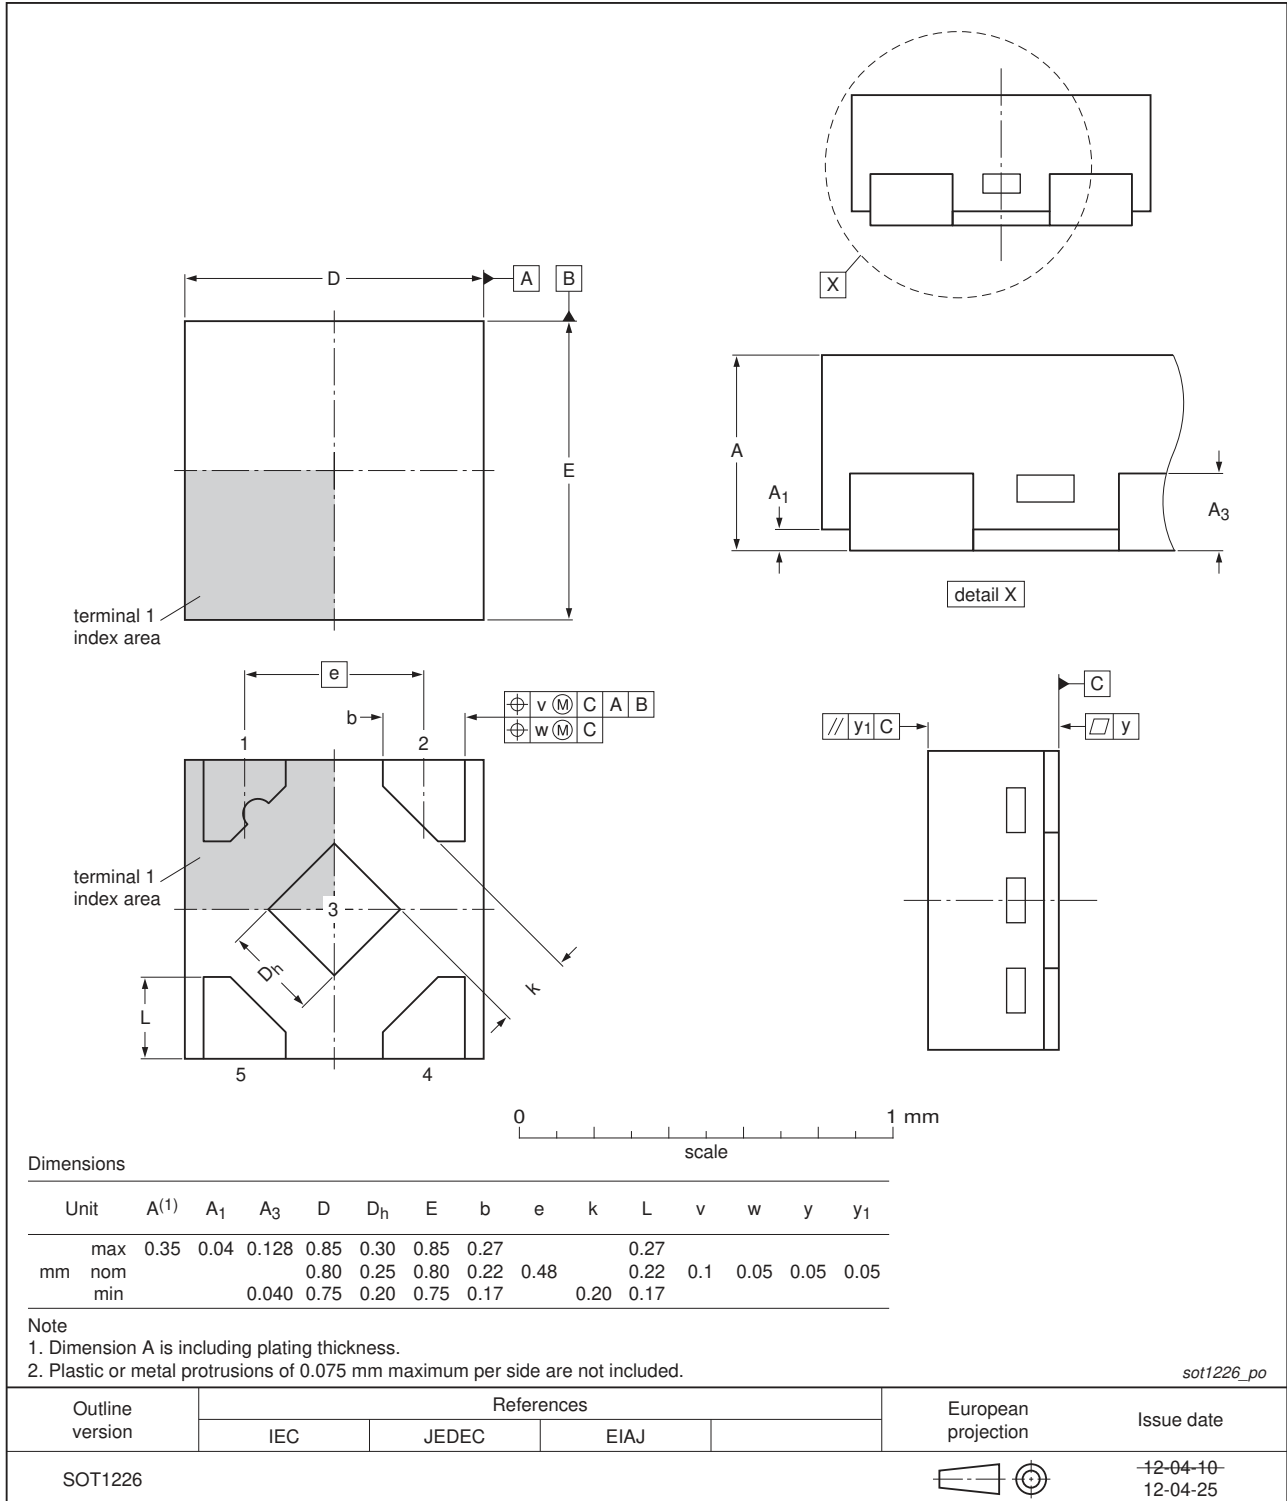 X
D
A
B
E
terminal 1
index area
A
A1
A3
detail X
e
b
v M C A B
w M C
1
2
terminal 1
index area
3
Dh
k
L
5
4
C
// y1 C
y
0
1 mm
scale
Dimensions
Unit A(1) A1 A3 D Dh E b e k L v w y y1
max 0.35 0.04 0.128 0.85 0.30 0.85 0.27 0.27
mm nom 0.80 0.25 0.80 0.22 0.48 0.22 0.1 0.05 0.05 0.05
min 0.040 0.75 0.20 0.75 0.17 0.20 0.17
Note
1. Dimension A is including plating thickness.
2. Plastic or metal protrusions of 0.075 mm maximum per side are not included.
sot1226_po
Outline
version
References
IEC JEDEC EIAJ
European
projection
Issue date
SOT1226
12-04-10
12-04-25